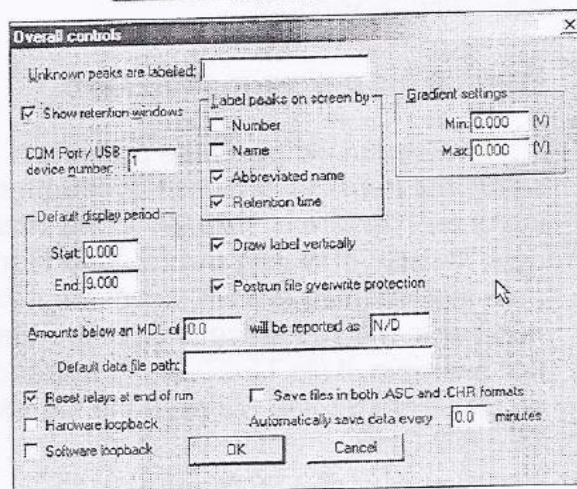 Overall controls
Unknown peaks are labeled:
Show retention windows
COM Port / USB
device number: 1
Label peaks on screen by:
Number
Name
Abbreviated name
Retention time
Gradient settings
Min: 0.000 (V)
Max: 0.000 (V)
Default display period
Start: 0.000
End: 9.000
Draw label vertically
Postrun file overwrite protection
Amounts below an MDL of 0.0 will be reported as N/D
Default data file path:
Reset relays at end of run
Save files in both .ASC and .CHR formats
Hardware loopback
Automatically save data every 0.0 minutes
Software loopback
OK
Cancel